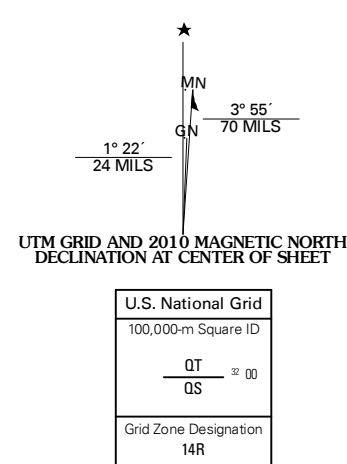 MN
3° 55´
70 MILS
GN
1° 22´
24 MILS
UTM GRID AND 2010 MAGNETIC NORTH
DECLINATION AT CENTER OF SHEET
U.S. National Grid
100,000-m Square ID
QT
32 00
QS
Grid Zone Designation
14R